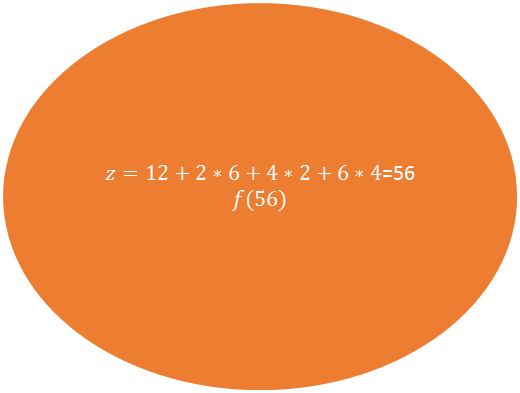 z = 12 + 2 * 6 + 4 * 2 + 6 * 4=56
f(56)